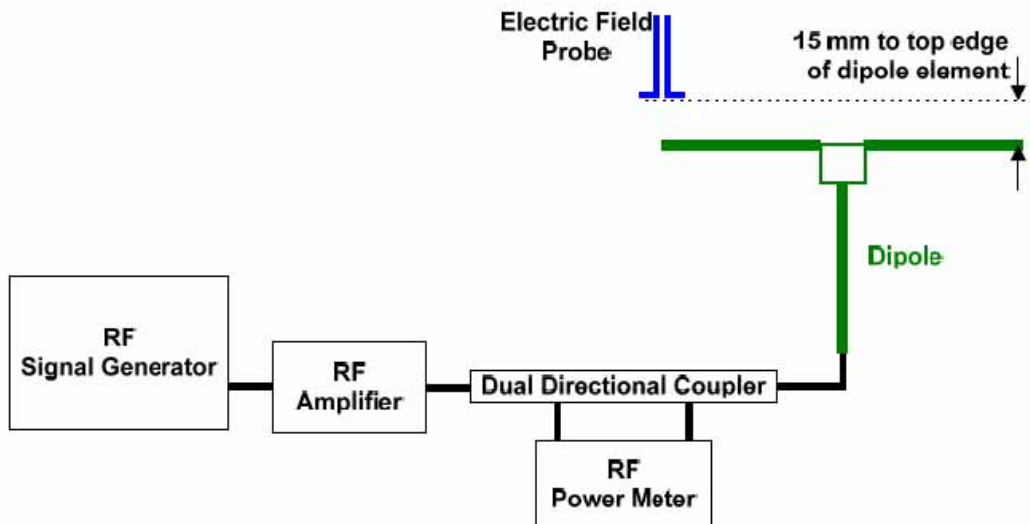 Electric Field
Probe
15 mm to top edge
of dipole element
Dipole
RF
Signal Generator
RF
Amplifier
Dual Directional Coupler
RF
Power Meter